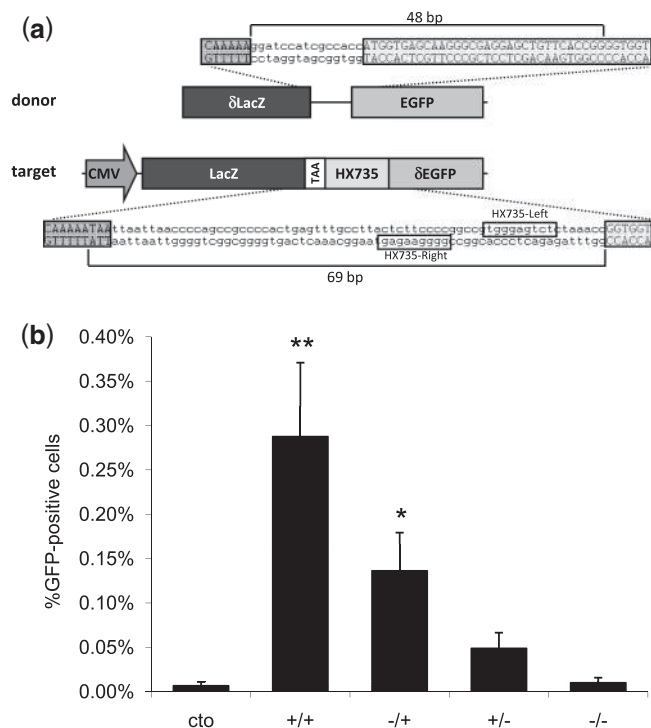 (a)
48 bp
CAAAAAggatccatcgccaccATGGTGAGCAAGGGCGAGGAGCTGTTCACCGGGGTGGT
GTTTTTcctaggtagcggtggTACCACTCGTTCCCGCTCCTCGACAAGTGGCCCCACCA
donor
δLacZ
EGFP
target
CMV
LacZ
TAA
HX735
δEGFP
HX735-Left
CAAAAATAAttaattaaccccagccgccccactgagtttgccttactcttcccccggccgtgggagtctctaaaccGGTGGT
GTTTTTATTaattaattggggtcggcggggtgactcaaacggaatgagaagggggccggcaccctcagagatttggCCACCA
HX735-Right
69 bp
(b)
%GFP-positive cells
0.40%
0.35%
0.30%
0.25%
0.20%
0.15%
0.10%
0.05%
0.00%
**
*
cto
+/+
-/+
+/-
-/-